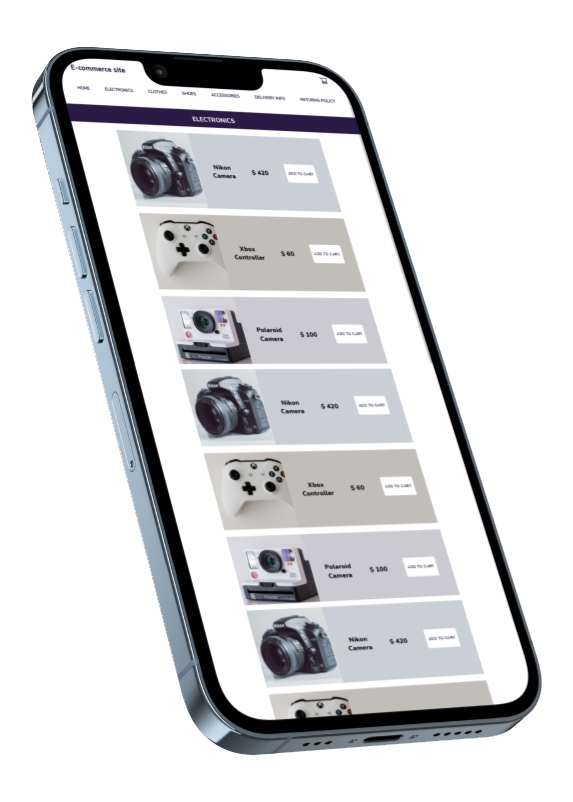 E-commerce site
HOME ELECTRONICS CLOTHES SHOES ACCESSORIES DELIVERY INFO RETURNING POLICY
ELECTRONICS
Nikon
Camera
$ 420
ADD TO CART
Xbox
Controller
$ 60
ADD TO CART
Polaroid
Camera
$ 100
ADD TO CART
Nikon
Camera
$ 420
ADD TO CART
Xbox
Controller
$ 60
ADD TO CART
Polaroid
Camera
$ 100
ADD TO CART
Nikon
Camera
$ 420
ADD TO CART